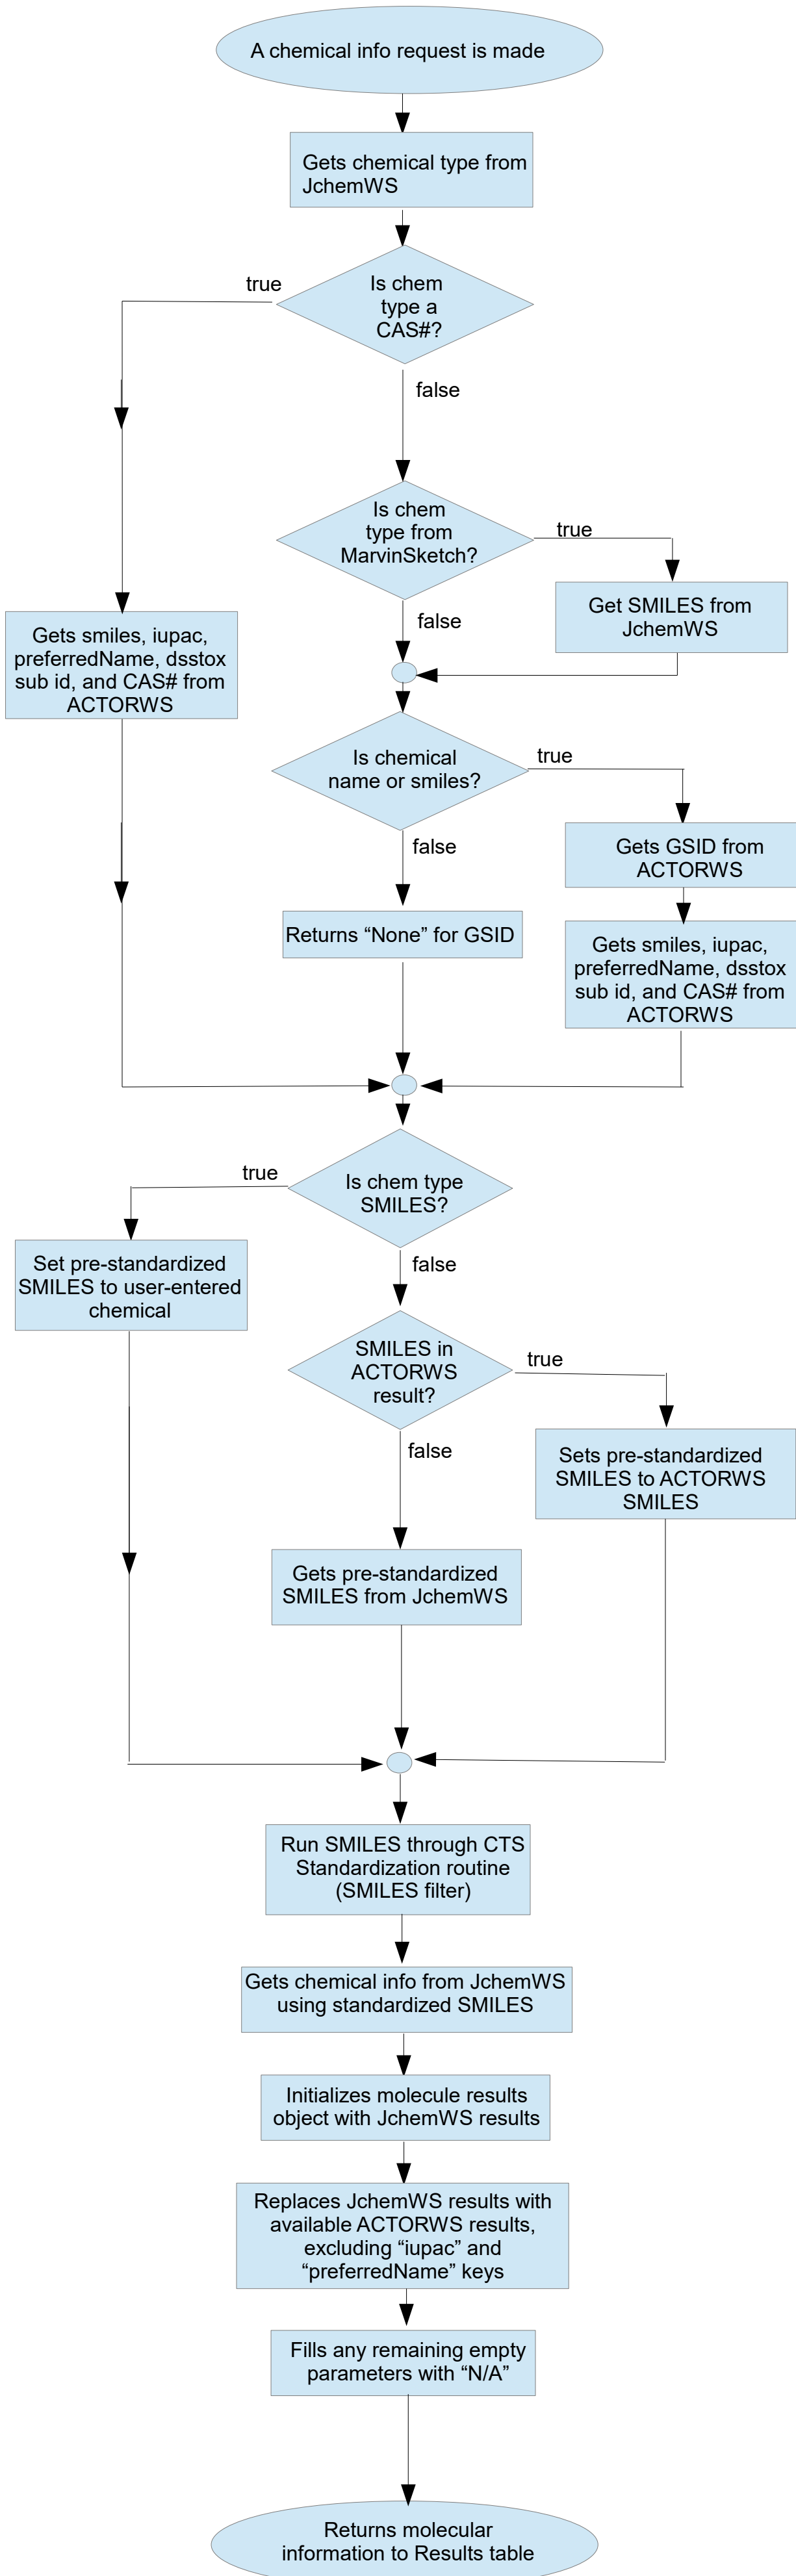 A chemical info request is made
Gets chemical type from
JchemWS
true
Is chem
type a
CAS#?
false
Is chem
type from
MarvinSketch?
true
Get SMILES from
JchemWS
false
Gets smiles, iupac,
preferredName, dsstox
sub id, and CAS# from
ACTORWS
Is chemical
name or smiles?
true
false
Gets GSID from
ACTORWS
Returns “None” for GSID
Gets smiles, iupac,
preferredName, dsstox
sub id, and CAS# from
ACTORWS
true
Is chem type
SMILES?
Set pre-standardized
SMILES to user-entered
chemical
false
SMILES in
ACTORWS
result?
true
false
Sets pre-standardized
SMILES to ACTORWS
SMILES
Gets pre-standardized
SMILES from JchemWS
Run SMILES through CTS
Standardization routine
(SMILES filter)
Gets chemical info from JchemWS
using standardized SMILES
Initializes molecule results
object with JchemWS results
Replaces JchemWS results with
available ACTORWS results,
excluding “iupac” and
“preferredName” keys
Fills any remaining empty
parameters with “N/A”
Returns molecular
information to Results table